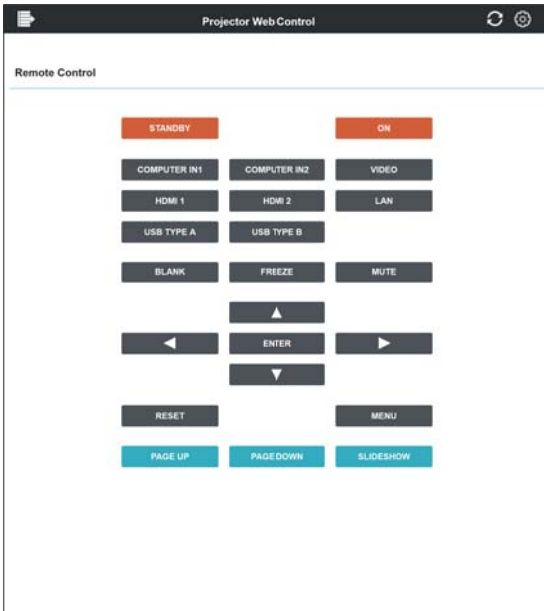 Projector Web Control
Remote Control
STANDBY ON
COMPUTER IN1 COMPUTER IN2 VIDEO
HDMI 1 HDMI 2 LAN
USB TYPE A USB TYPE B
BLANK FREEZE MUTE
ENTER
RESET MENU
PAGE UP PAGE DOWN SLIDESHOW